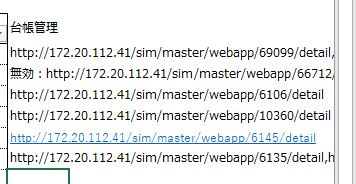 台帳管理
http://172.20.112.41/sim/master/webapp/69099/detail,
無効：http://172.20.112.41/sim/master/webapp/66712/
http://172.20.112.41/sim/master/webapp/6106/detail
http://172.20.112.41/sim/master/webapp/10360/detail
http://172.20.112.41/sim/master/webapp/6145/detail
http://172.20.112.41/sim/master/webapp/6135/detail,h